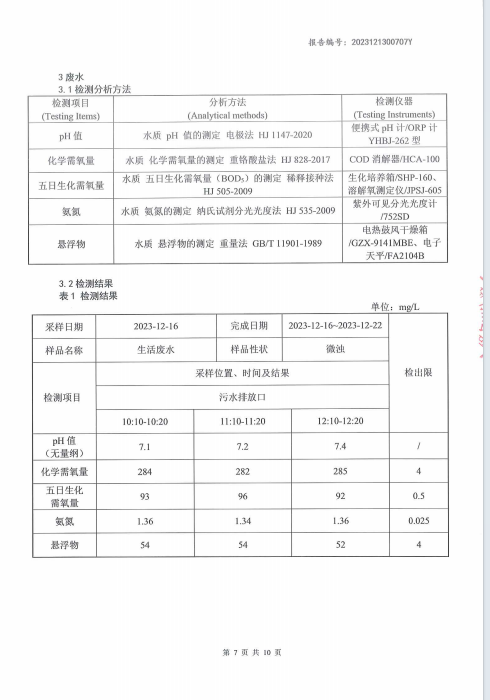 报告编号：2023121300707Y
3 废水
3.1 检测分析方法
检测项目 分析方法 检测仪器
(Testing Items) (Analytical methods) (Testing Instruments)
pH 值 水质 pH 值的测定 电极法 HJ 1147-2020 便携式 pH 计/ORP 计
YHBJ-262 型
化学需氧量 水质 化学需氧量的测定 重铬酸盐法 HJ 828-2017 COD 消解器/HCA-100
五日生化需氧量 水质 五日生化需氧量（BOD₅）的测定 稀释接种法 生化培养箱/SHP-160、
HJ 505-2009 溶解氧测定仪/JPSJ-605
氨氮 水质 氨氮的测定 纳氏试剂分光光度法 HJ 535-2009 紫外可见分光光度计
/752SD
悬浮物 水质 悬浮物的测定 重量法 GB/T 11901-1989 电热鼓风干燥箱
/GZX-9141MBE、电子
天平/FA2104B
3.2 检测结果
表 1 检测结果
单位：mg/L
采样日期 2023-12-16 完成日期 2023-12-16~2023-12-22 检出限
样品名称 生活废水 样品性状 微浊
检测项目 采样位置、时间及结果
污水排放口
10:10-10:20 11:10-11:20 12:10-12:20
pH 值
（无量纲） 7.1 7.2 7.4 /
化学需氧量 284 282 285 4
五日生化
需氧量 93 96 92 0.5
氨氮 1.36 1.34 1.36 0.025
悬浮物 54 54 52 4
第 7 页 共 10 页